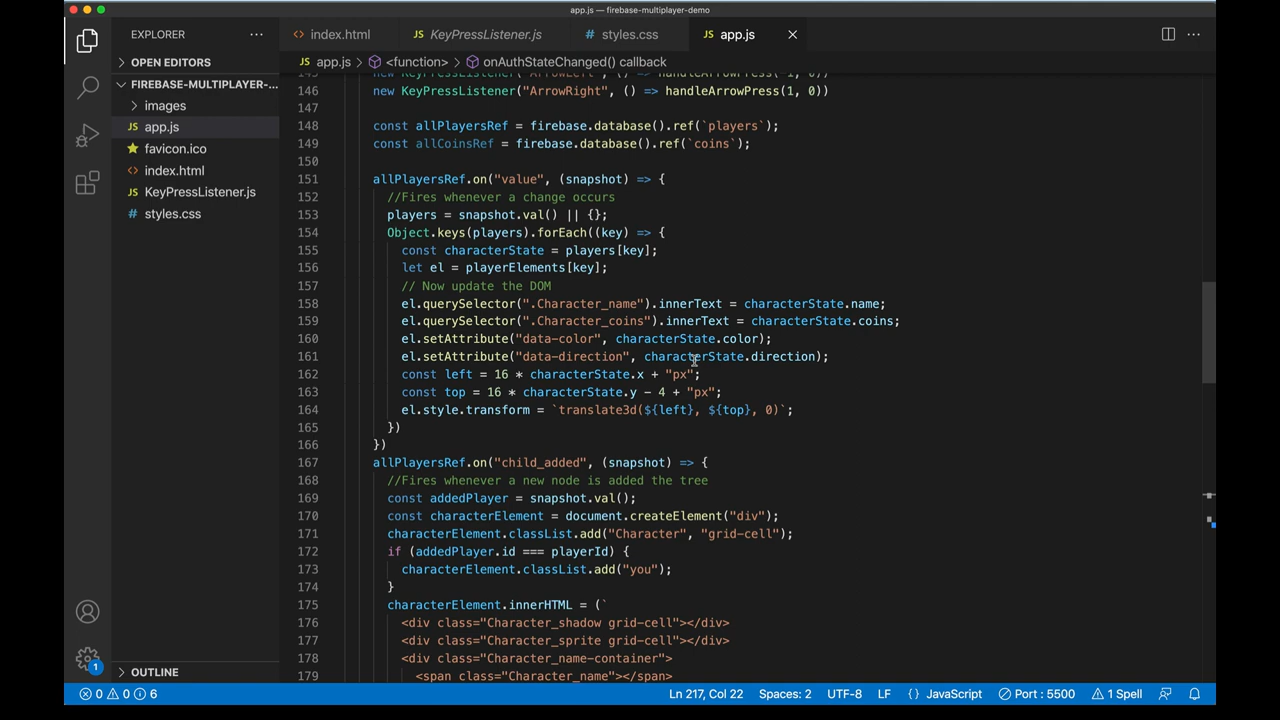 app.js — firebase-multiplayer-demo
EXPLORER
OPEN EDITORS
FIREBASE-MULTIPLAYER-...
images
app.js
favicon.ico
index.html
KeyPressListener.js
styles.css
OUTLINE
index.html KeyPressListener.js styles.css app.js
app.js > <function> > onAuthStateChanged() callback
145 new KeyPressListener("ArrowLeft", () => handleArrowPress(-1, 0))
146 new KeyPressListener("ArrowRight", () => handleArrowPress(1, 0))
147
148 const allPlayersRef = firebase.database().ref(`players`);
149 const allCoinsRef = firebase.database().ref(`coins`);
150
151 allPlayersRef.on("value", (snapshot) => {
152 //Fires whenever a change occurs
153 players = snapshot.val() || {};
154 Object.keys(players).forEach((key) => {
155 const characterState = players[key];
156 let el = playerElements[key];
157 // Now update the DOM
158 el.querySelector(".Character_name").innerText = characterState.name;
159 el.querySelector(".Character_coins").innerText = characterState.coins;
160 el.setAttribute("data-color", characterState.color);
161 el.setAttribute("data-direction", characterState.direction);
162 const left = 16 * characterState.x + "px";
163 const top = 16 * characterState.y - 4 + "px";
164 el.style.transform = `translate3d(${left}, ${top}, 0)`;
165 })
166 })
167 allPlayersRef.on("child_added", (snapshot) => {
168 //Fires whenever a new node is added the tree
169 const addedPlayer = snapshot.val();
170 const characterElement = document.createElement("div");
171 characterElement.classList.add("Character", "grid-cell");
172 if (addedPlayer.id === playerId) {
173 characterElement.classList.add("you");
174 }
175 characterElement.innerHTML = (`
176 <div class="Character_shadow grid-cell"></div>
177 <div class="Character_sprite grid-cell"></div>
178 <div class="Character_name-container">
179 <span class="Character_name"></span>
1
0 0 6 Ln 217, Col 22 Spaces: 2 UTF-8 LF {} JavaScript Port : 5500 1 Spell